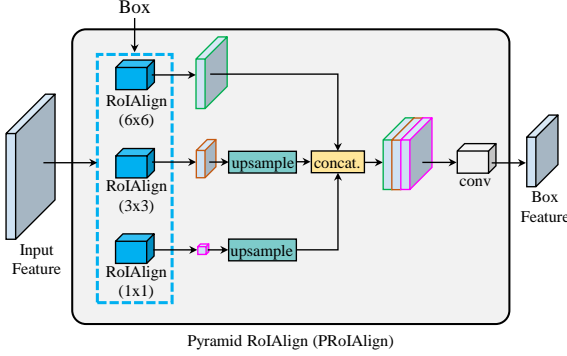 Box
RoIAlign
(6x6)
RoIAlign
(3x3)
upsample
concat.
conv
Input
Feature
Box
Feature
RoIAlign
(1x1)
upsample
Pyramid RoIAlign (PRoIAlign)